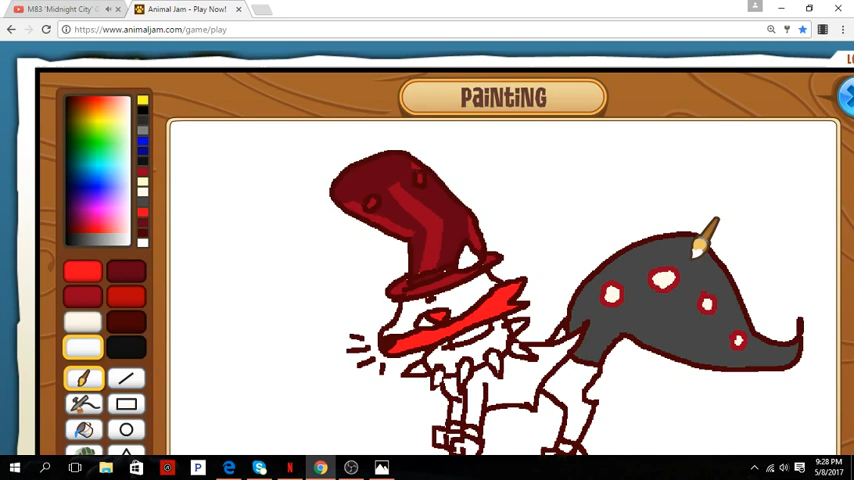 M83 'Midnight City' O
Animal Jam - Play Now!
https://www.animaljam.com/game/play
Painting
9:28 PM
5/8/2017